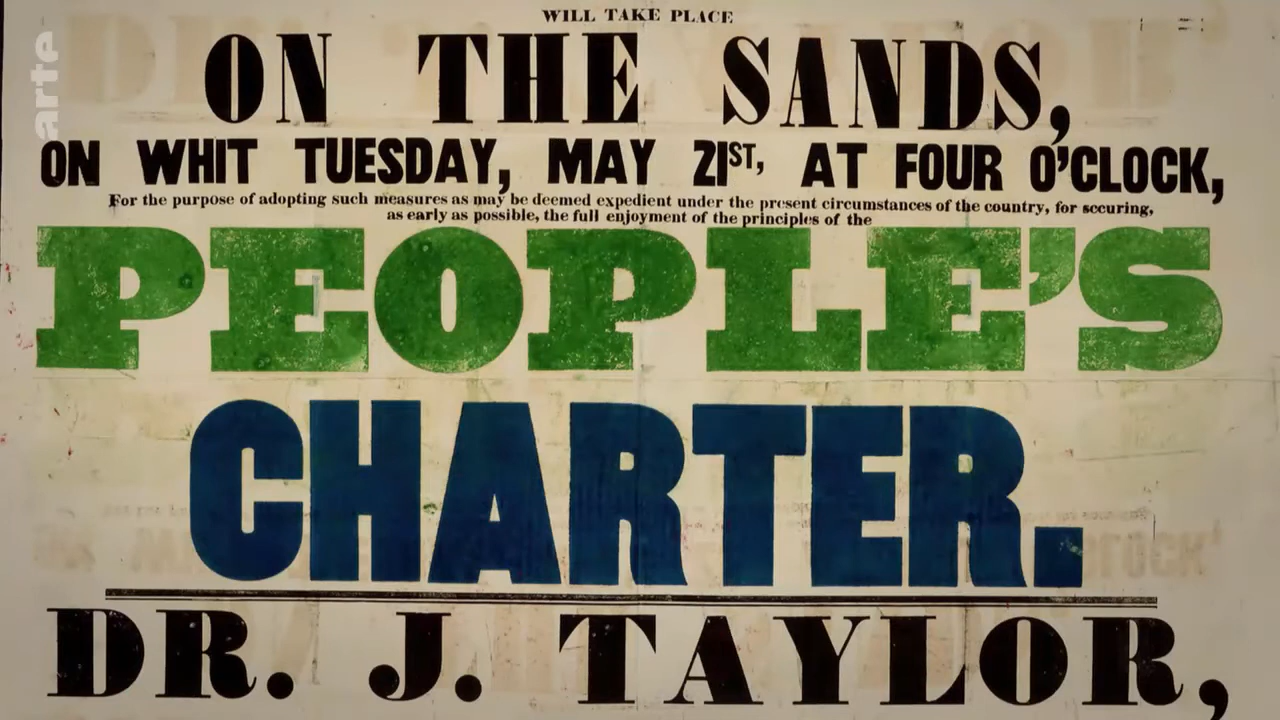 WILL TAKE PLACE
ON THE SANDS,
ON WHIT TUESDAY, MAY 21ST, AT FOUR O'CLOCK,
For the purpose of adopting such measures as may be deemed expedient under the present circumstances of the country, for securing,
as early as possible, the full enjoyment of the principles of the
PEOPLE'S
CHARTER.
DR. J. TAYLOR,
arte